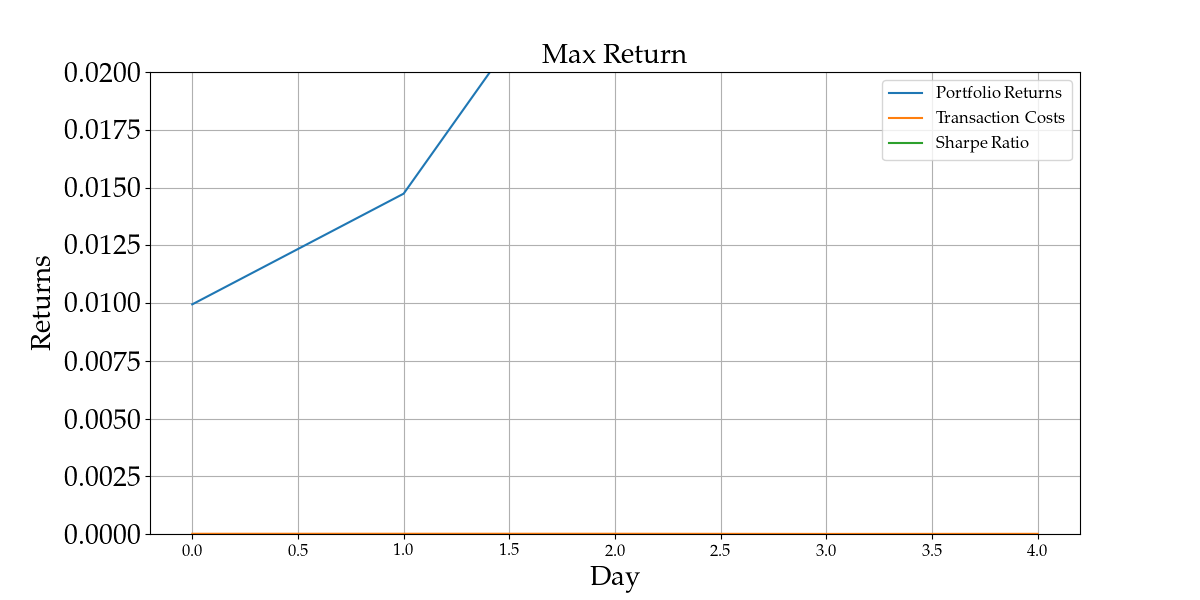 Max Return
0.0200
0.0175
0.0150
0.0125
0.0100
0.0075
0.0050
0.0025
0.0000
Returns
Portfolio Returns
Transaction Costs
Sharpe Ratio
0.0 0.5 1.0 1.5 2.0 2.5 3.0 3.5 4.0
Day